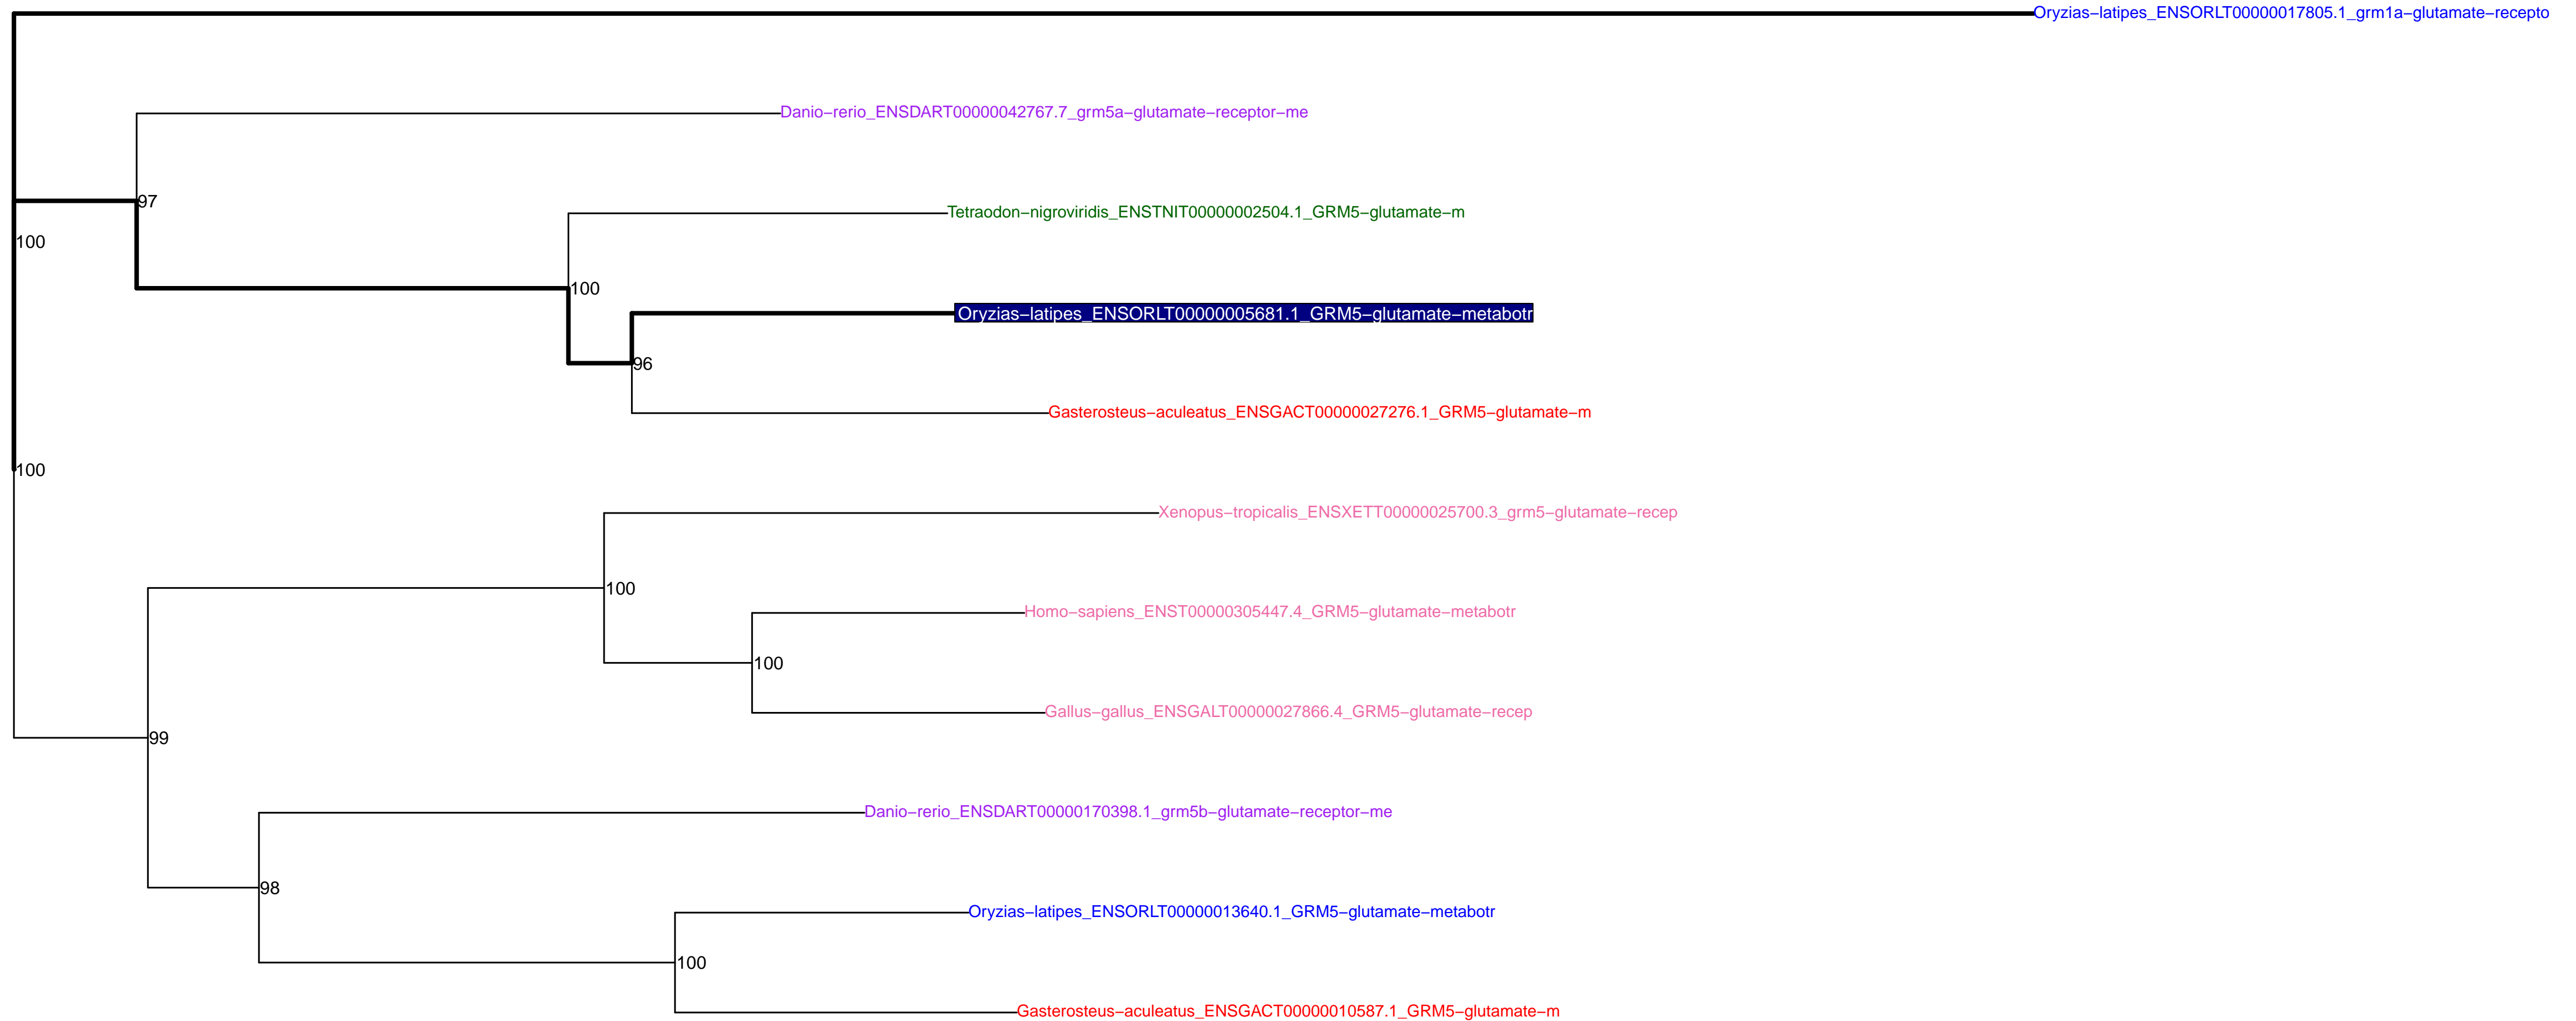 Oryzias−latipes_ENSORLT00000017805.1_grm1a−glutamate−recepto
Danio−rerio_ENSDART00000042767.7_grm5a−glutamate−receptor−me
97
Tetraodon−nigroviridis_ENSTNIT00000002504.1_GRM5−glutamate−m
100
100
Oryzias−latipes_ENSORLT00000005681.1_GRM5−glutamate−metabotr
96
Gasterosteus−aculeatus_ENSGACT00000027276.1_GRM5−glutamate−m
100
Xenopus−tropicalis_ENSXETT00000025700.3_grm5−glutamate−recep
100
Homo−sapiens_ENST00000305447.4_GRM5−glutamate−metabotr
100
Gallus−gallus_ENSGALT00000027866.4_GRM5−glutamate−recep
99
Danio−rerio_ENSDART00000170398.1_grm5b−glutamate−receptor−me
98
Oryzias−latipes_ENSORLT00000013640.1_GRM5−glutamate−metabotr
100
Gasterosteus−aculeatus_ENSGACT00000010587.1_GRM5−glutamate−m